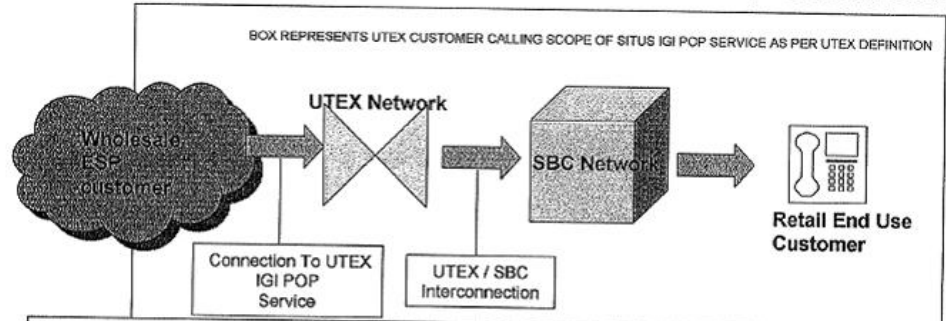 BOX REPRESENTS UTEX CUSTOMER CALLING SCOPE OF SITUS IGI POP SERVICE AS PER UTEX DEFINITION
Wholesale
ESP
customer
UTEX Network
SBC Network
Retail End Use
Customer
Connection To UTEX
IGI POP
Service
UTEX / SBC
Interconnection